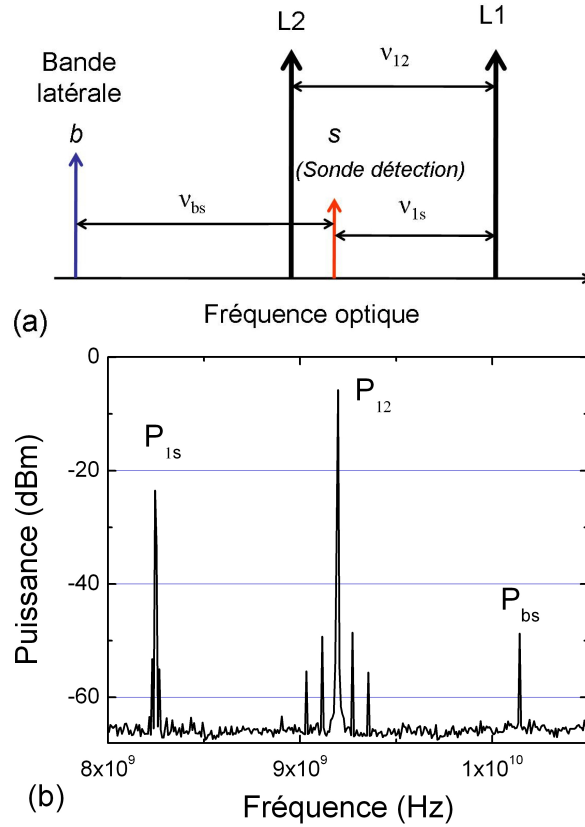 L2
L1
Bande
latérale
b
ν12
s
(Sonde détection)
νbs
ν1s
(a)
Fréquence optique
0
-20
-40
-60
Puissance (dBm)
P1s
P12
Pbs
8x10⁹
9x10⁹
1x10¹⁰
(b)
Fréquence (Hz)